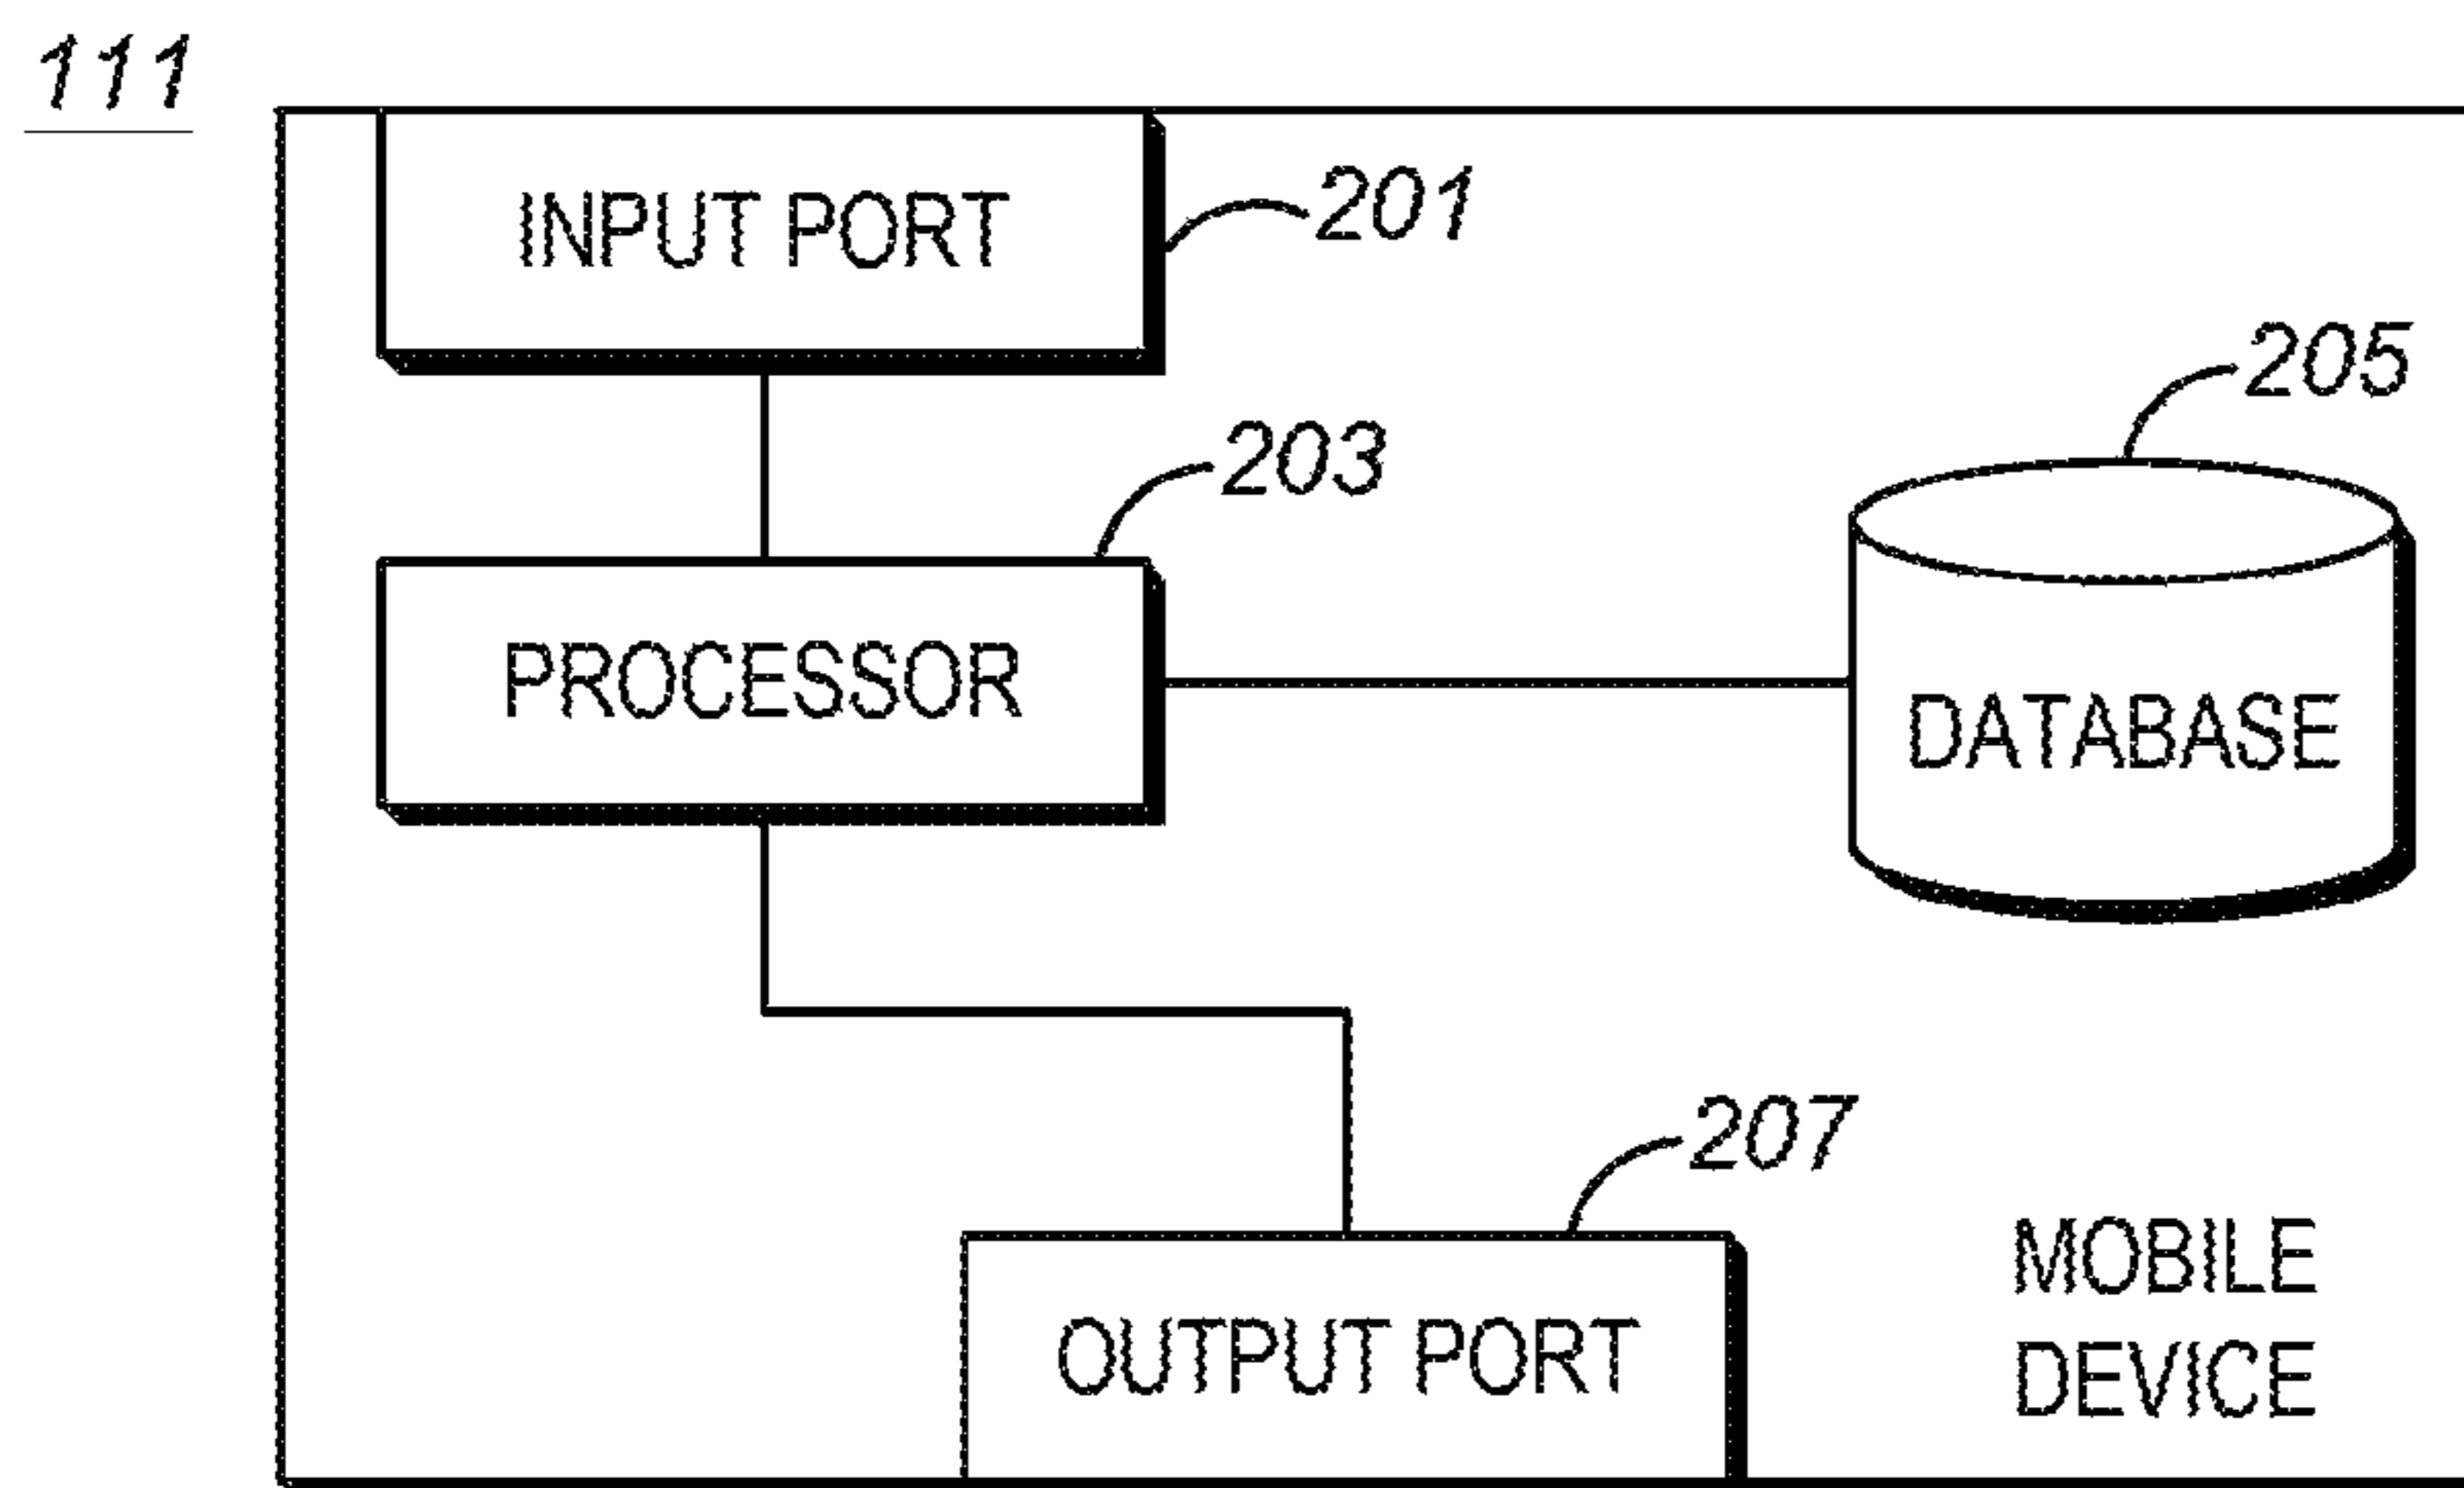 111
INPUT PORT
201
205
203
PROCESSOR
DATABASE
207
MOBILE
DEVICE
OUTPUT PORT